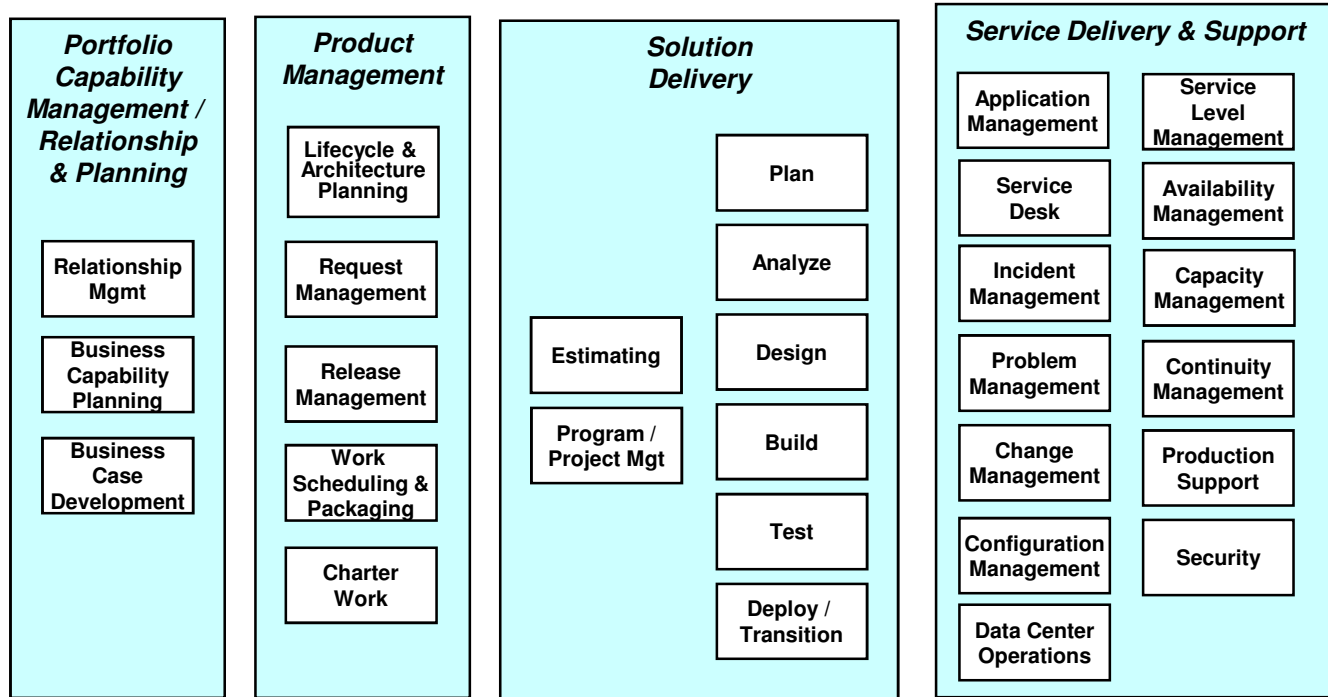 Portfolio
Capability
Management /
Relationship
& Planning
Relationship
Mgmt
Business
Capability
Planning
Business
Case
Development
Product
Management
Lifecycle &
Architecture
Planning
Request
Management
Release
Management
Work
Scheduling &
Packaging
Charter
Work
Solution
Delivery
Estimating
Program /
Project Mgt
Plan
Analyze
Design
Build
Test
Deploy /
Transition
Service Delivery & Support
Application
Management
Service
Desk
Incident
Management
Problem
Management
Change
Management
Configuration
Management
Data Center
Operations
Service
Level
Management
Availability
Management
Capacity
Management
Continuity
Management
Production
Support
Security